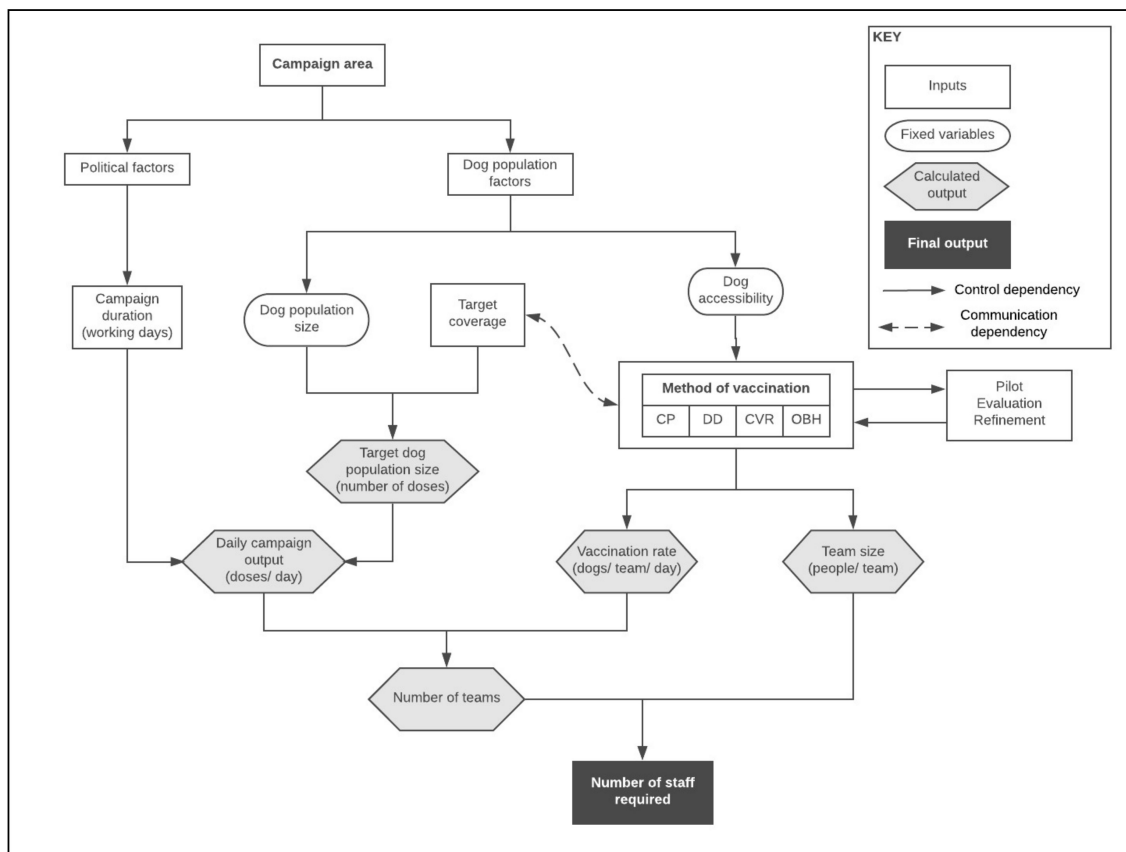 KEY
Campaign area
Inputs
Fixed variables
Calculated
output
Final output
Control dependency
Communication
dependency
Political factors
Dog population
factors
Campaign
duration
(working days)
Dog population
size
Target
coverage
Dog
accessibility
Method of vaccination
CP
DD
CVR
OBH
Pilot
Evaluation
Refinement
Target dog
population size
(number of doses)
Daily campaign
output
(doses/ day)
Vaccination rate
(dogs/ team/ day)
Team size
(people/ team)
Number of teams
Number of staff
required